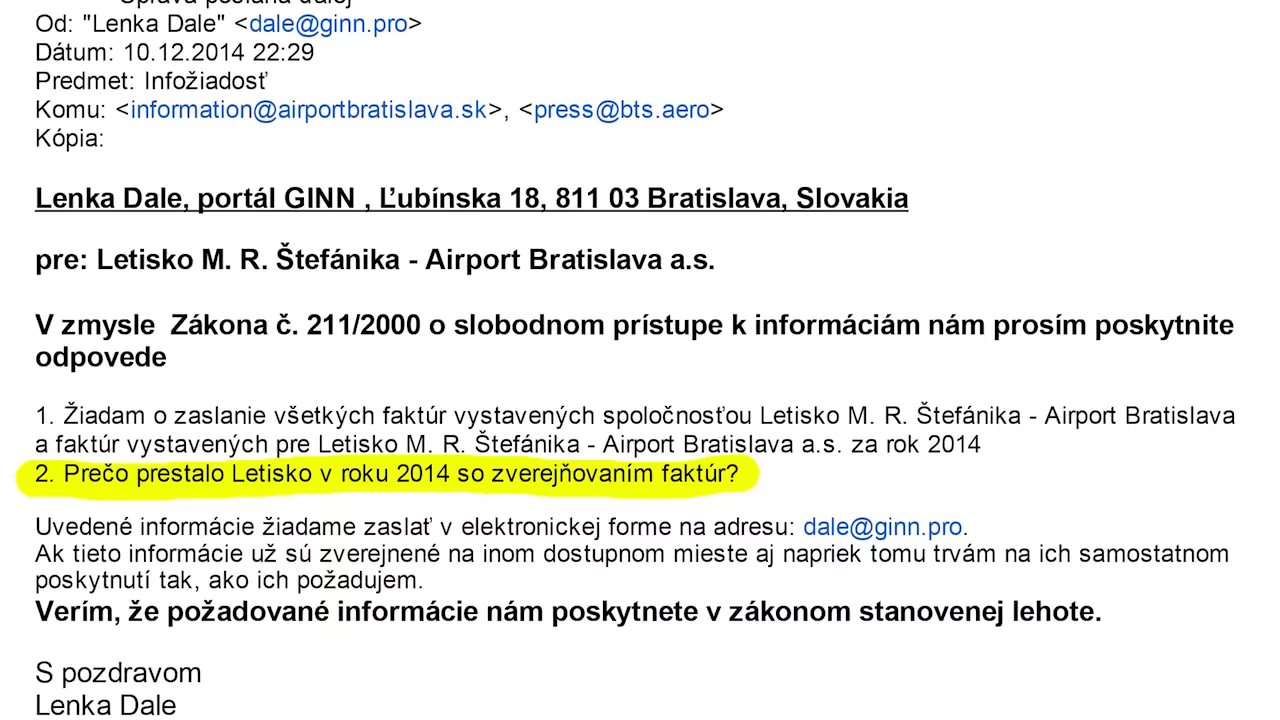 Správa poslaná ďalej
Od: "Lenka Dale" <dale@ginn.pro>
Dátum: 10.12.2014 22:29
Predmet: Infožiadosť
Komu: <information@airportbratislava.sk>, <press@bts.aero>
Kópia:
Lenka Dale, portál GINN , Ľubínska 18, 811 03 Bratislava, Slovakia
pre: Letisko M. R. Štefánika - Airport Bratislava a.s.
V zmysle  Zákona č. 211/2000 o slobodnom prístupe k informáciám nám prosím poskytnite
odpovede
1. Žiadam o zaslanie všetkých faktúr vystavených spoločnosťou Letisko M. R. Štefánika - Airport Bratislava
a faktúr vystavených pre Letisko M. R. Štefánika - Airport Bratislava a.s. za rok 2014
2. Prečo prestalo Letisko v roku 2014 so zverejňovaním faktúr?
Uvedené informácie žiadame zaslať v elektronickej forme na adresu: dale@ginn.pro.
Ak tieto informácie už sú zverejnené na inom dostupnom mieste aj napriek tomu trvám na ich samostatnom
poskytnutí tak, ako ich požadujem.
Verím, že požadované informácie nám poskytnete v zákonom stanovenej lehote.
S pozdravom
Lenka Dale